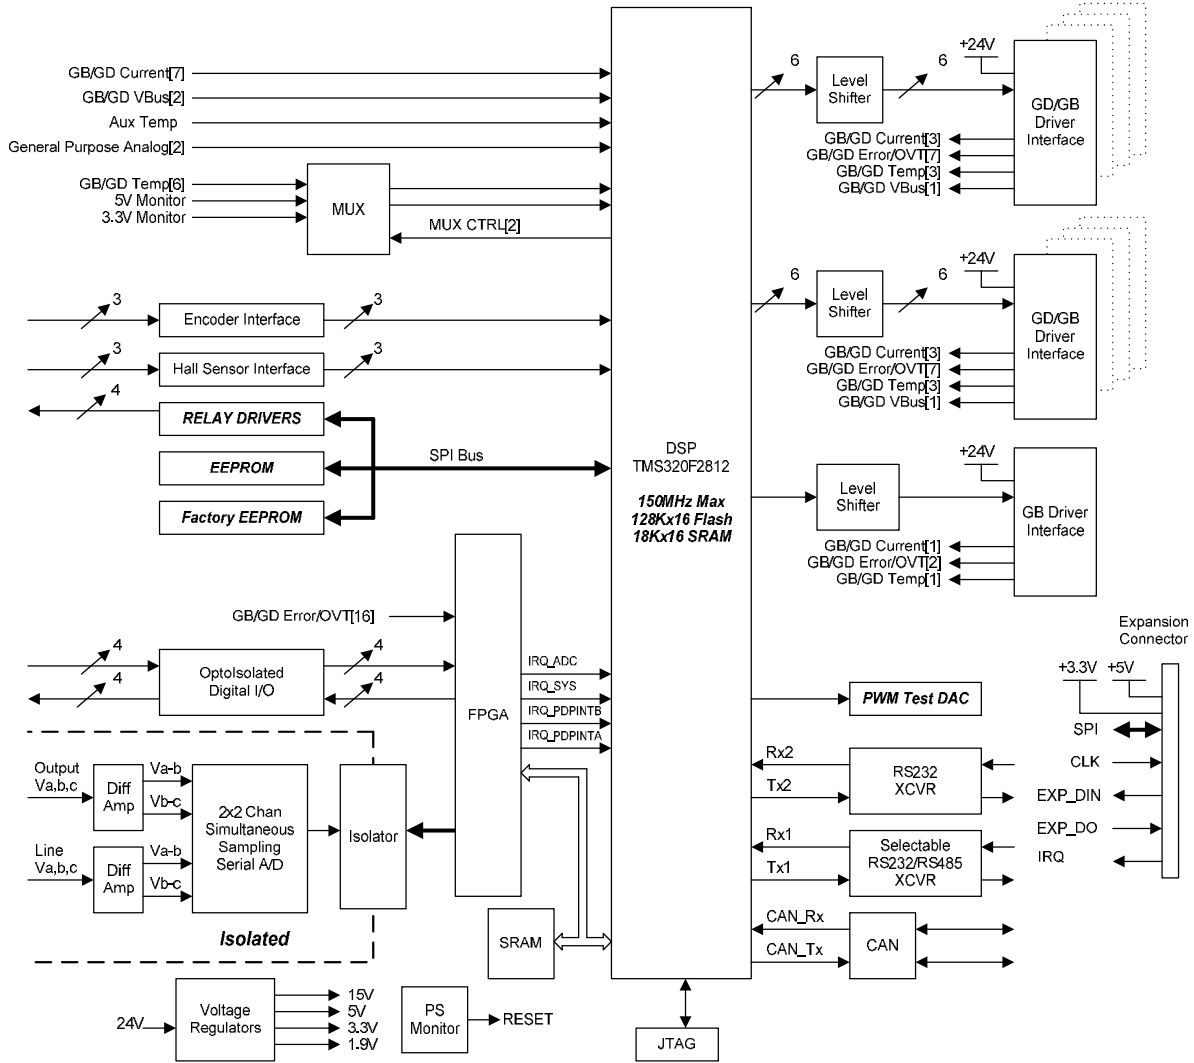 GB/GD Current[7]
GB/GD VBus[2]
Aux Temp
General Purpose Analog[2]
GB/GD Temp[6]
5V Monitor
3.3V Monitor
MUX
MUX CTRL[2]
3
Encoder Interface
3
3
Hall Sensor Interface
3
4
RELAY DRIVERS
EEPROM
Factory EEPROM
SPI Bus
DSP
TMS320F2812
150MHz Max
128Kx16 Flash
18Kx16 SRAM
6
Level
Shifter
6
+24V
GD/GB
Driver
Interface
GB/GD Current[3]
GB/GD Error/OVT[7]
GB/GD Temp[3]
GB/GD VBus[1]
6
Level
Shifter
6
+24V
GD/GB
Driver
Interface
GB/GD Current[3]
GB/GD Error/OVT[7]
GB/GD Temp[3]
GB/GD VBus[1]
Level
Shifter
+24V
GB Driver
Interface
GB/GD Current[1]
GB/GD Error/OVT[2]
GB/GD Temp[1]
GB/GD Error/OVT[16]
4
4
OptoIsolated
Digital I/O
4
4
FPGA
IRQ_ADC
IRQ_SYS
IRQ_PDPINTB
IRQ_PDPINTA
Output
Va,b,c
Diff
Amp
Va-b
Vb-c
Line
Va,b,c
Diff
Amp
Va-b
Vb-c
2x2 Chan
Simultaneous
Sampling
Serial A/D
Isolator
Isolated
SRAM
24V
Voltage
Regulators
15V
5V
3.3V
1.9V
PS
Monitor
RESET
JTAG
PWM Test DAC
Rx2
Tx2
RS232
XCVR
Rx1
Tx1
Selectable
RS232/RS485
XCVR
CAN_Rx
CAN_Tx
CAN
Expansion
Connector
+3.3V
+5V
SPI
CLK
EXP_DIN
EXP_DO
IRQ